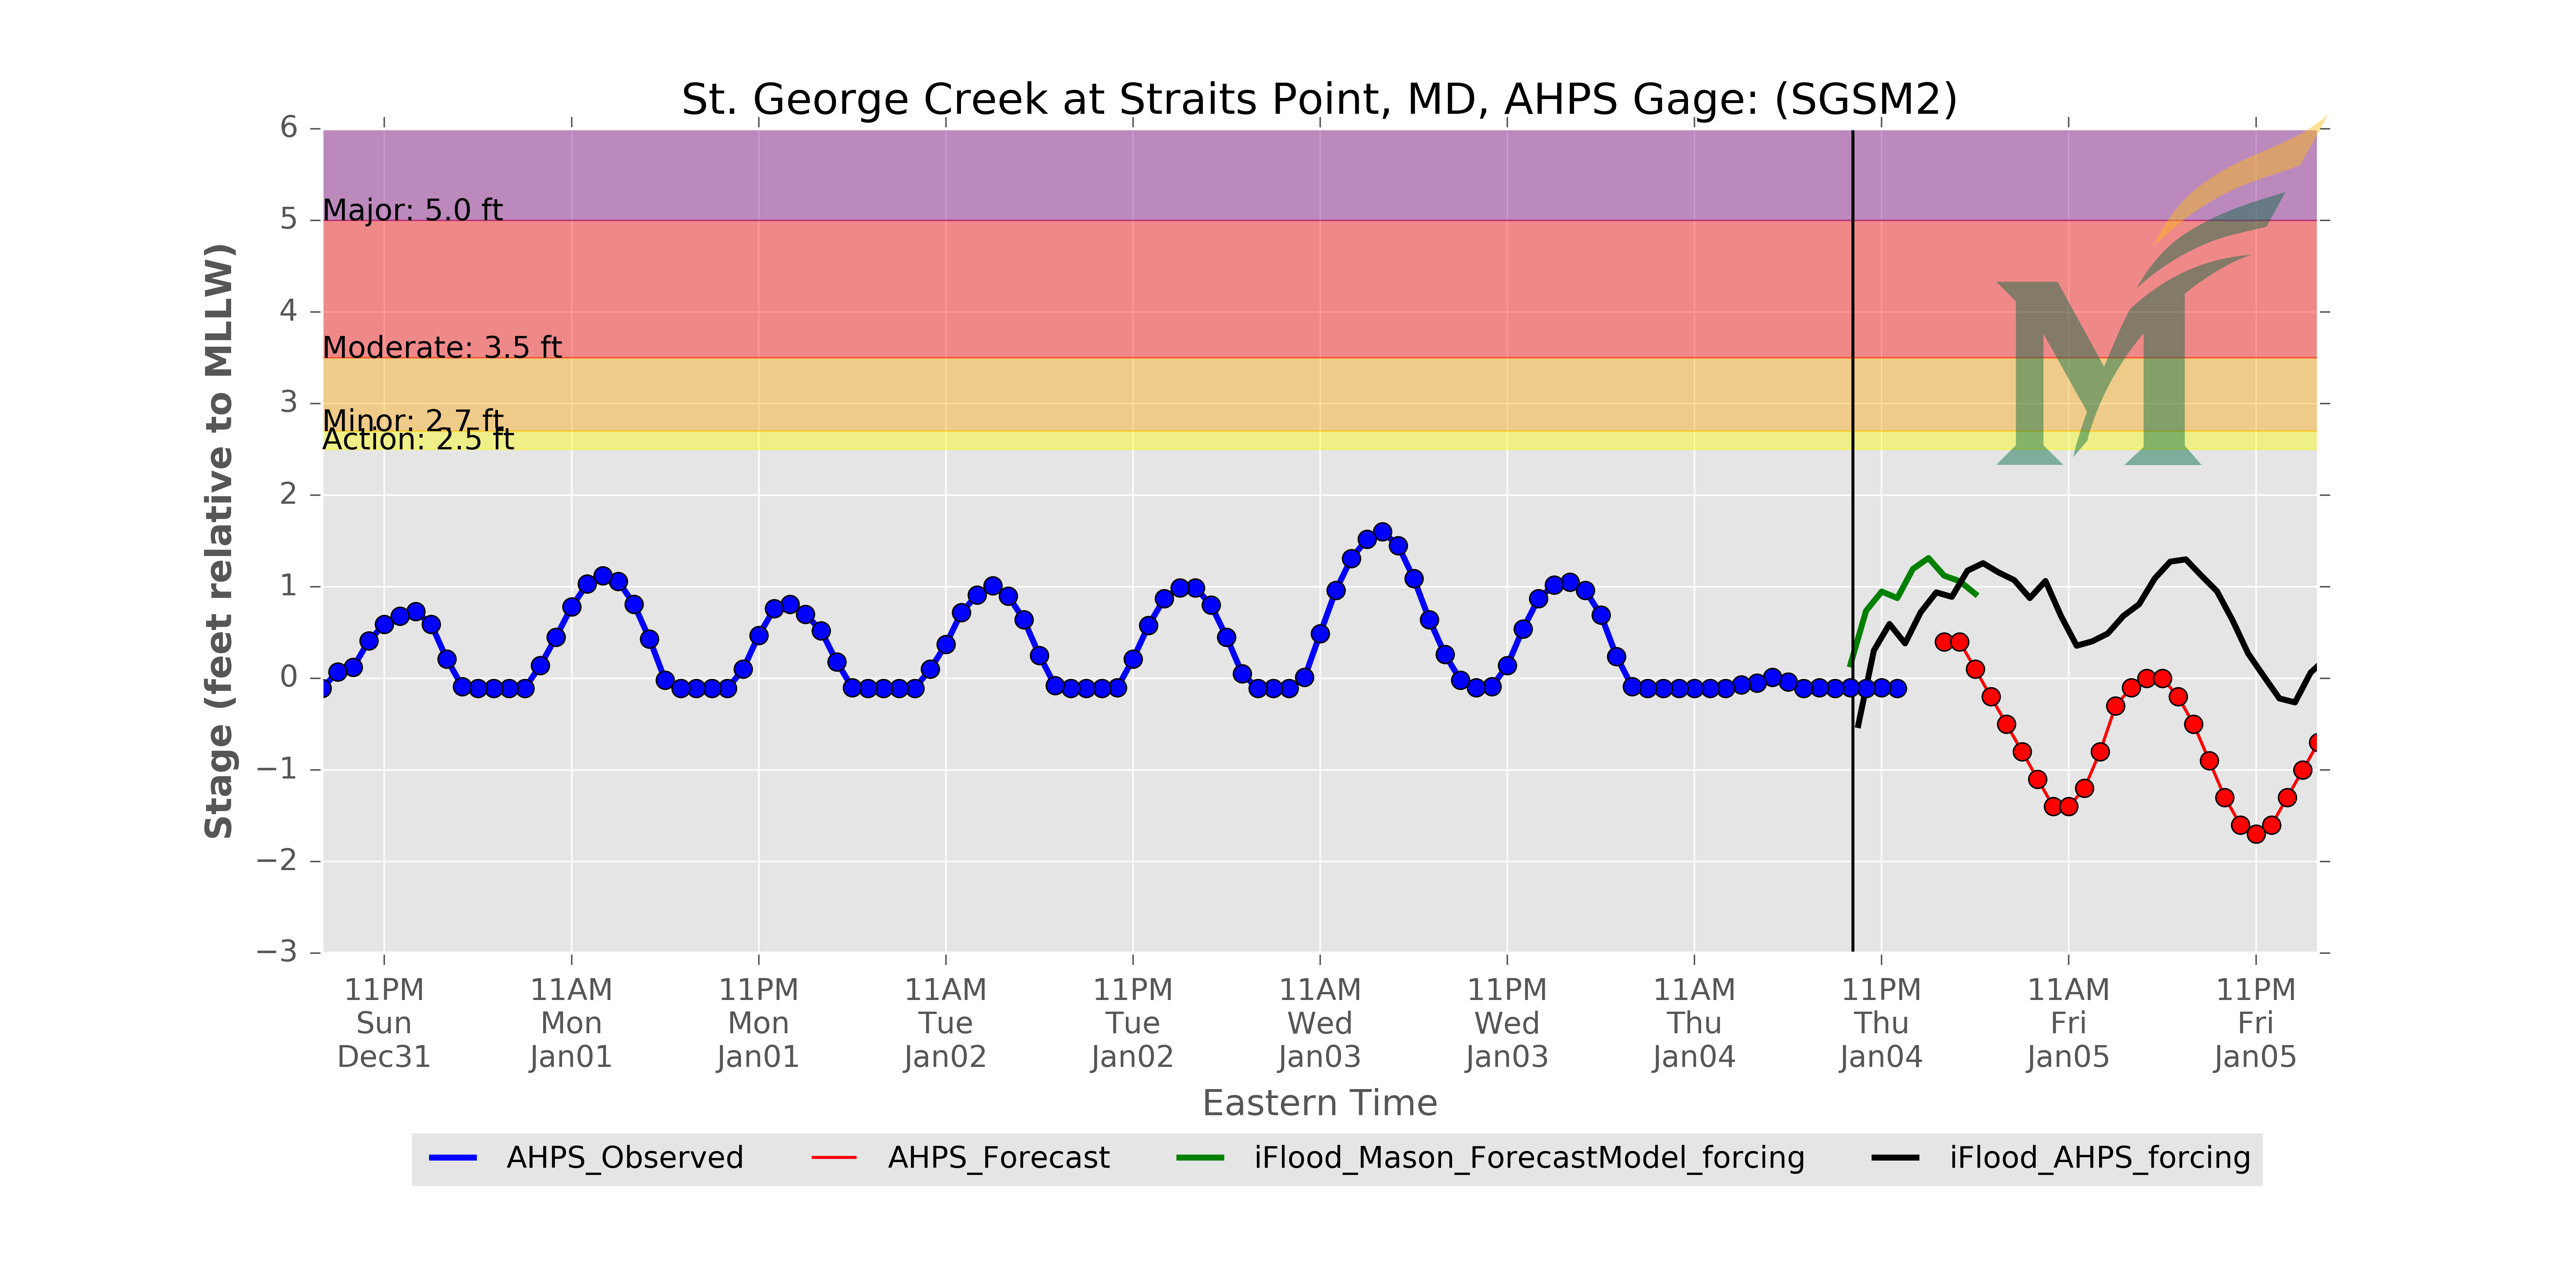 St. George Creek at Straits Point, MD, AHPS Gage: (SGSM2)
Stage (feet relative to MLLW)
6
5
4
3
2
1
0
−1
−2
−3
Major: 5.0 ft
Moderate: 3.5 ft
Minor: 2.7 ft
Action: 2.5 ft
M
11PM 11AM 11PM 11AM 11PM 11AM 11PM 11AM 11PM 11AM 11PM
Sun Mon Mon Tue Tue Wed Wed Thu Thu Fri Fri
Dec31 Jan01 Jan01 Jan02 Jan02 Jan03 Jan03 Jan04 Jan04 Jan05 Jan05
Eastern Time
AHPS_Observed AHPS_Forecast iFlood_Mason_ForecastModel_forcing iFlood_AHPS_forcing